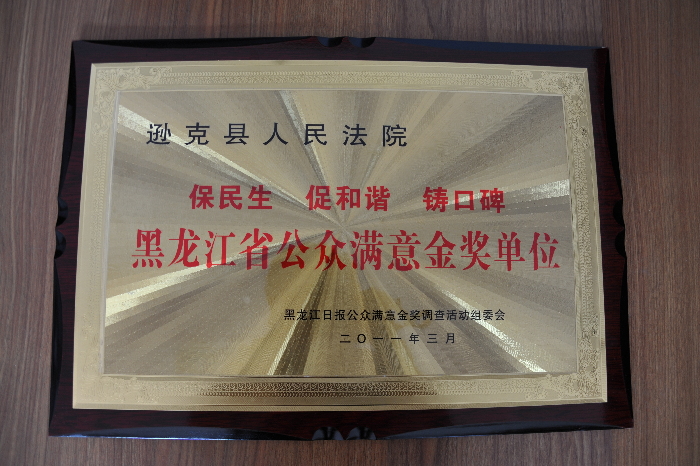 逊克县人民法院
保民生 促和谐 铸口碑
黑龙江省公众满意金奖单位
黑龙江日报公众满意金奖调查活动组委会
二〇一一年三月